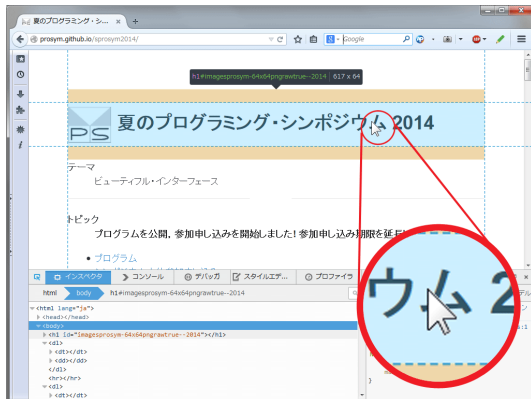 夏のプログラミング・シ... ×
prosym.github.io/sprosym2014/
Google
h1#imagesprosym-64x64pngrawtrue--2014 | 617 x 64
PS 夏のプログラミング・シンポジウム 2014
テーマ
ビューティフル・インターフェース
トピック
プログラムを公開，参加申し込みを開始しました！参加申し込み期限を延長
プログラム
インスペクタ コンソール デバッガ スタイルエデ... プロファイラ
html body h1#imagesprosym-64x64pngrawtrue--2014
<html lang="ja">
<head></head>
<body>
<h1 id="imagesprosym-64x64pngrawtrue--2014"></h1>
<dl>
<dt></dt>
<dd></dd>
</dl>
<hr></hr>
<dl>
<dt></dt>
ウム 2
}